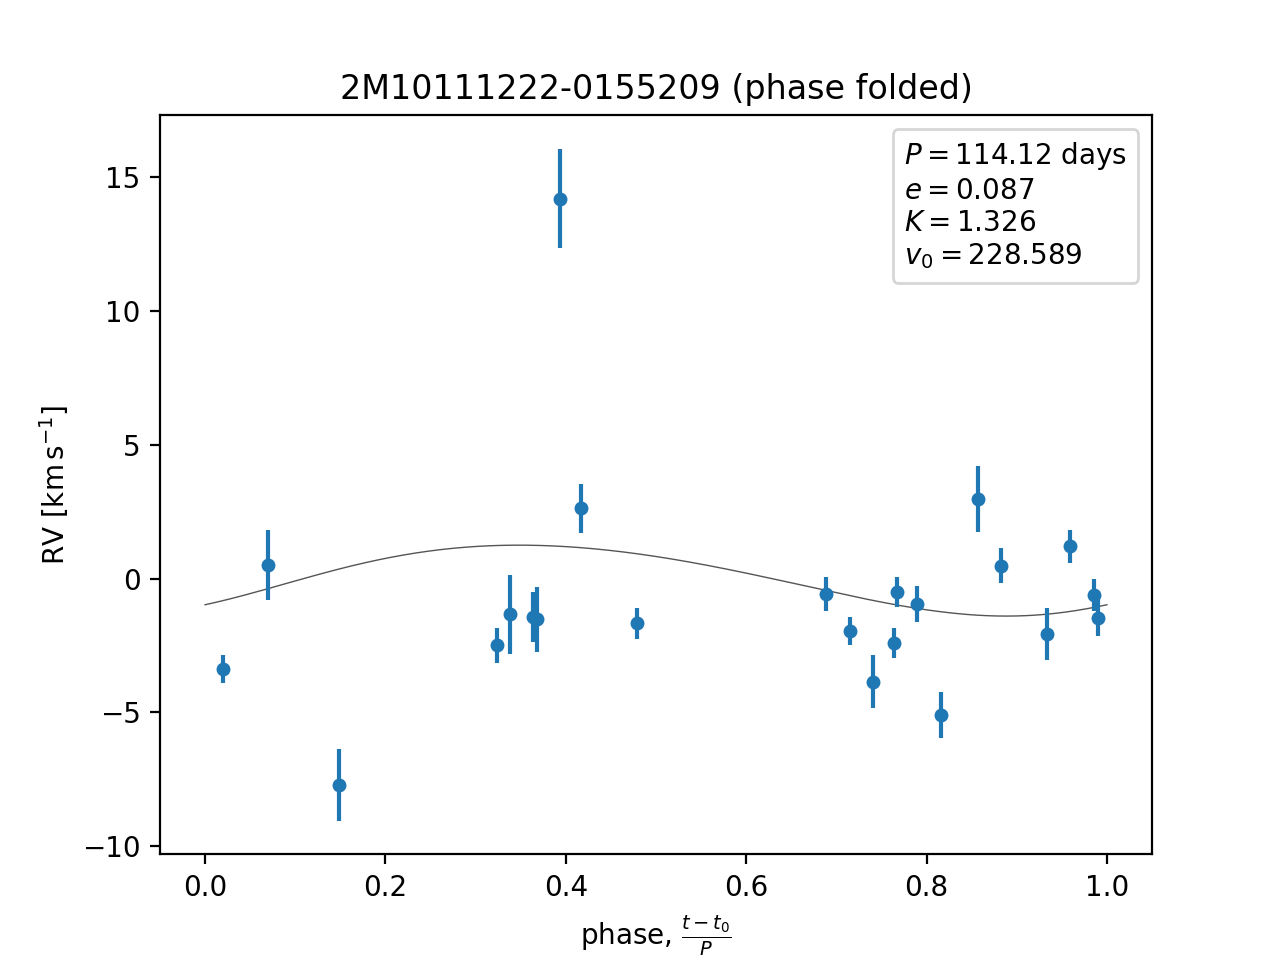 2M10111222-0155209 (phase folded)
P = 114.12 days
e = 0.087
K = 1.326
v₀ = 228.589
15
10
5
0
−5
−10
RV [km s⁻¹]
0.0 0.2 0.4 0.6 0.8 1.0
phase, (t − t₀)/P